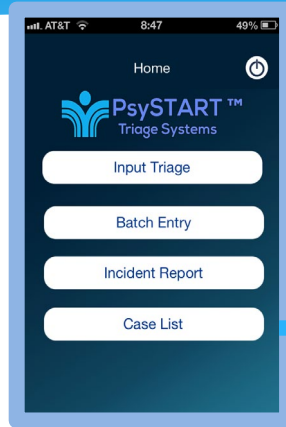 AT&T 8:47 49%
Home
PsySTART ™
Triage Systems
Input Triage
Batch Entry
Incident Report
Case List